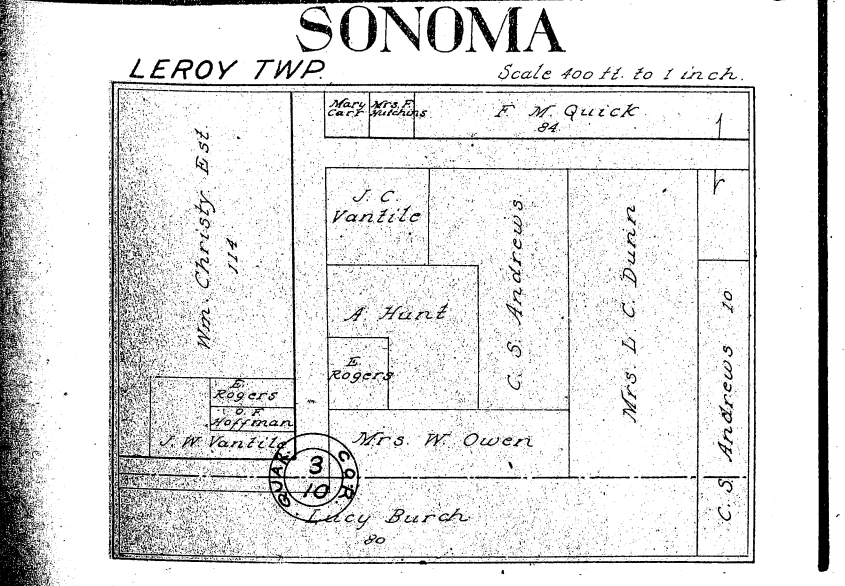 SONOMA
LEROY TWP.
Scale 400 ft. to 1 inch.
Mary
Carr
Mrs. F.
Hutchins
F. M. Quick
84
Wm. Christy Est
114
J. C.
Vantile
C. S. Andrews
Mrs. L. C. Dunn
A. Hunt
E.
Rogers
C. S. Andrews 10
E.
Rogers
O. F.
Hoffman
J. W. Vantile
Mrs. W. Owen
QUAR. COR.
3
10
Lucy Burch
80